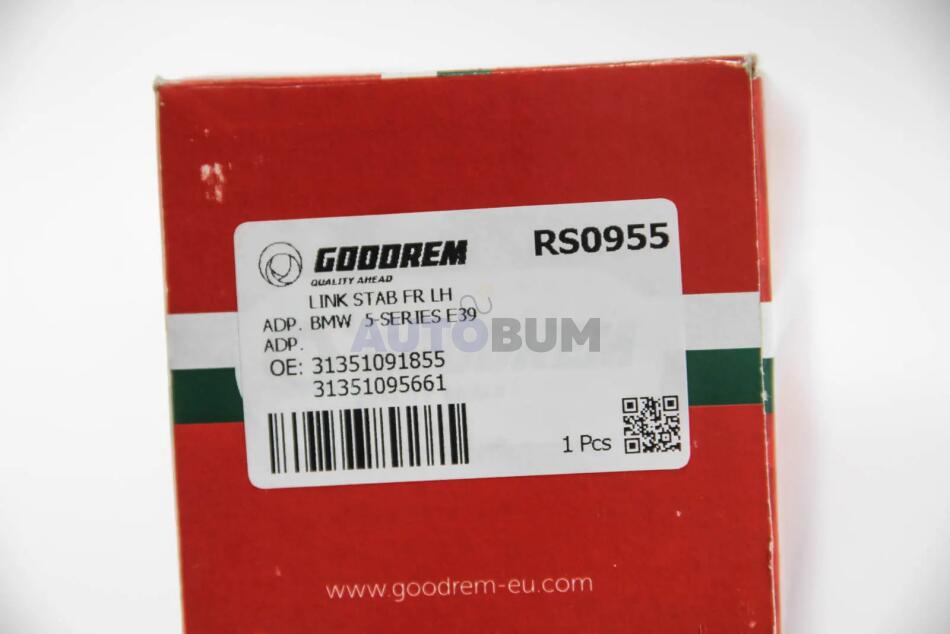 GOODREM
QUALITY AHEAD
RS0955
LINK STAB FR LH
ADP. BMW 5-SERIES E39
ADP.
AUTOBUM
OE: 31351091855
31351095661
1 Pcs
www.goodrem-eu.com